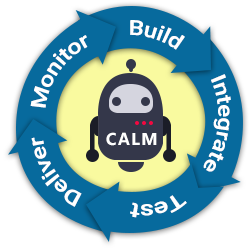 Build
Integrate
Test
Deliver
Monitor
CALM